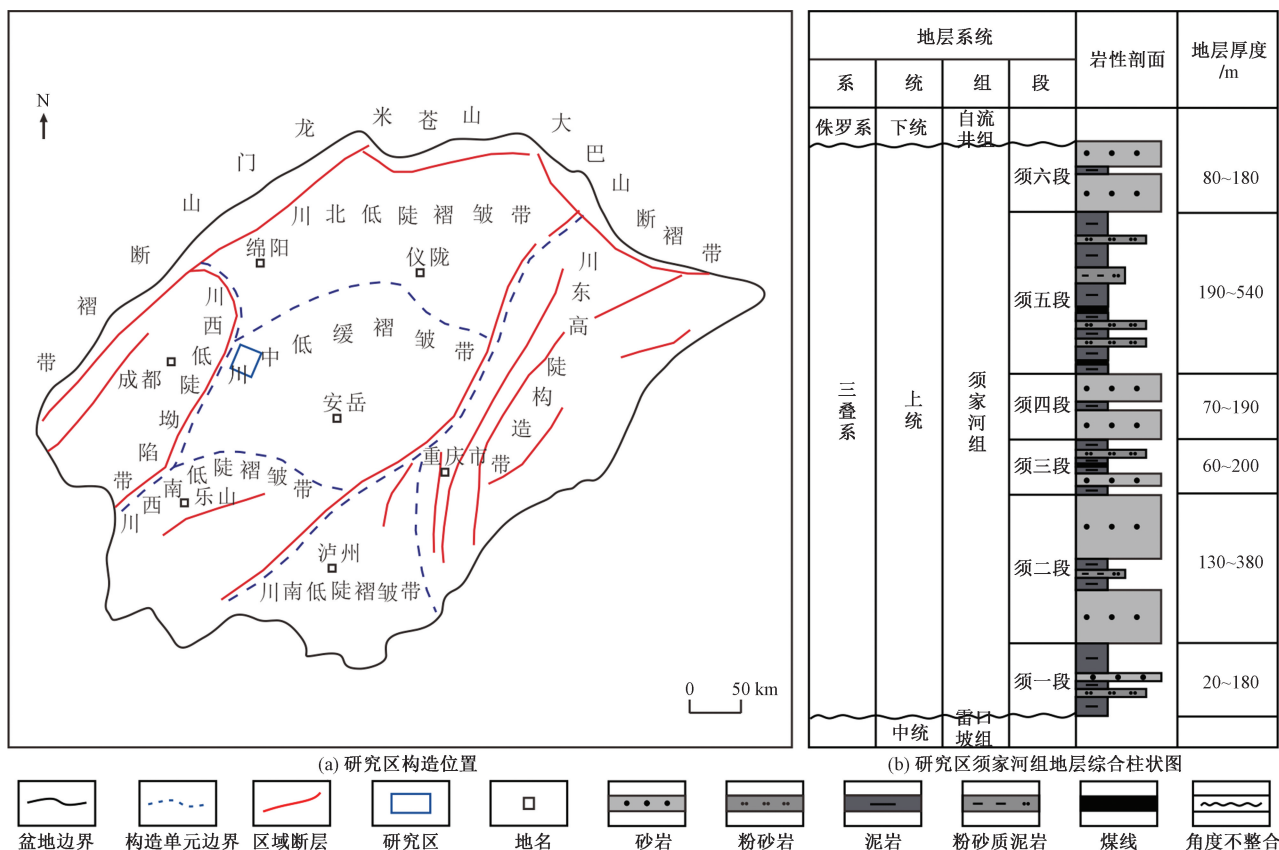 N
龙门山断褶带
米苍山
大巴山断褶带
川北低陡褶皱带
绵阳
仪陇
川西低陡坳陷带
川中低缓褶皱带
川东高陡构造带
成都
安岳
重庆市
川西南低陡褶皱带
乐山
泸州
川南低陡褶皱带
0 50 km
(a) 研究区构造位置
地层系统
岩性剖面
地层厚度
/m
系 统 组 段
侏罗系 下统 自流井组
三叠系 上统 须家河组
须六段 80~180
须五段 190~540
须四段 70~190
须三段 60~200
须二段 130~380
须一段 20~180
中统 雷口坡组
(b) 研究区须家河组地层综合柱状图
盆地边界 构造单元边界 区域断层 研究区 地名 砂岩 粉砂岩 泥岩 粉砂质泥岩 煤线 角度不整合